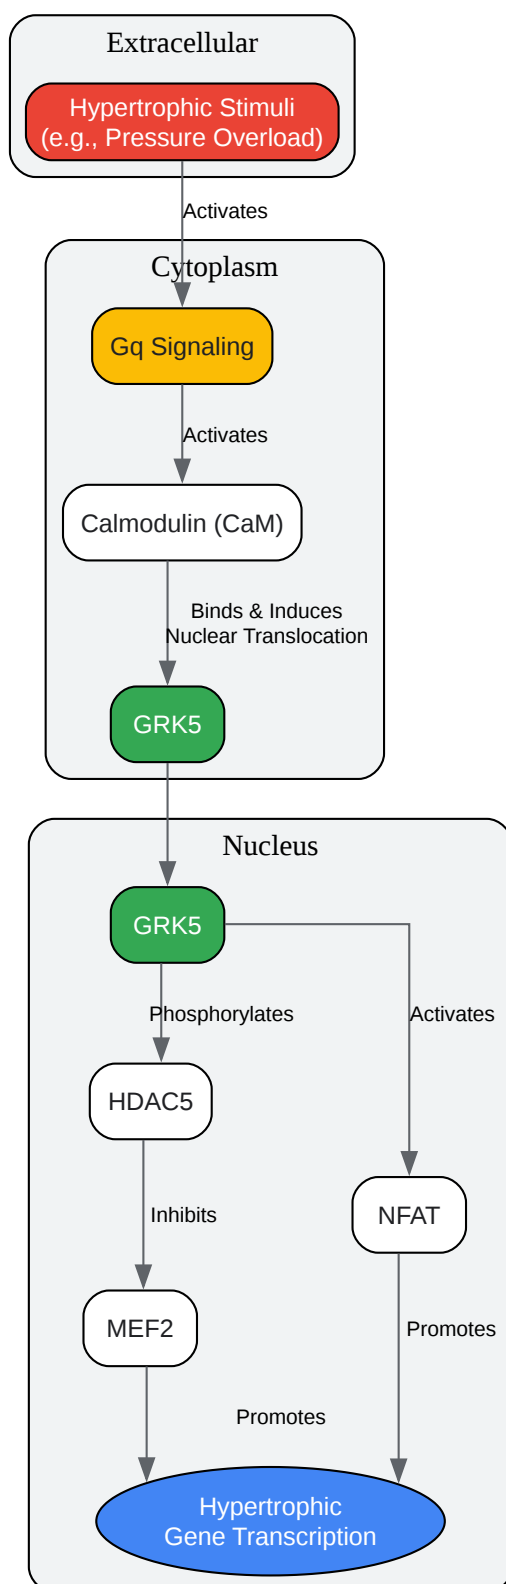 Extracellular
Hypertrophic Stimuli
(e.g., Pressure Overload)
Activates
Cytoplasm
Gq Signaling
Activates
Calmodulin (CaM)
Binds & Induces
Nuclear Translocation
GRK5
Nucleus
GRK5
Phosphorylates
Activates
HDAC5
NFAT
Inhibits
MEF2
Promotes
Promotes
Hypertrophic
Gene Transcription